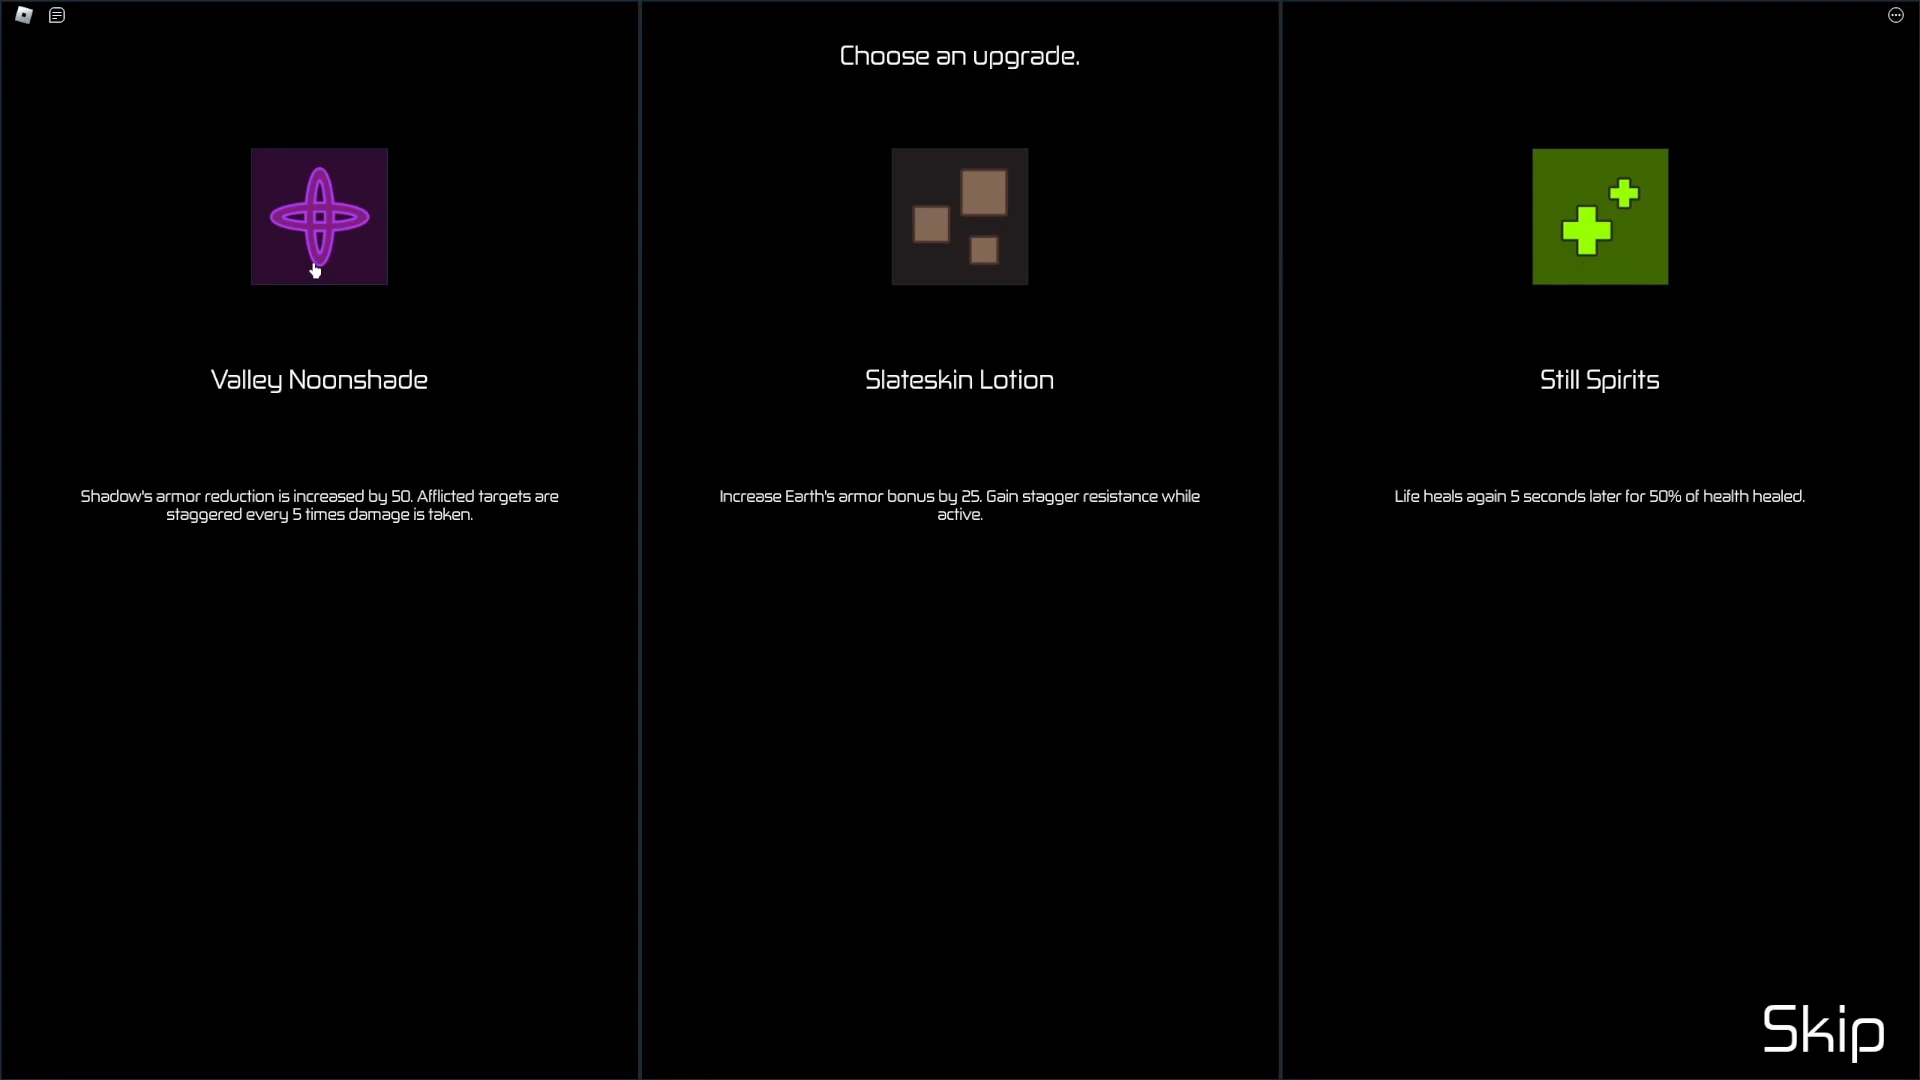 Choose an upgrade.
Valley Noonshade
Shadow's armor reduction is increased by 50. Afflicted targets are
staggered every 5 times damage is taken.
Slateskin Lotion
Increase Earth's armor bonus by 25. Gain stagger resistance while
active.
Still Spirits
Life heals again 5 seconds later for 50% of health healed.
Skip